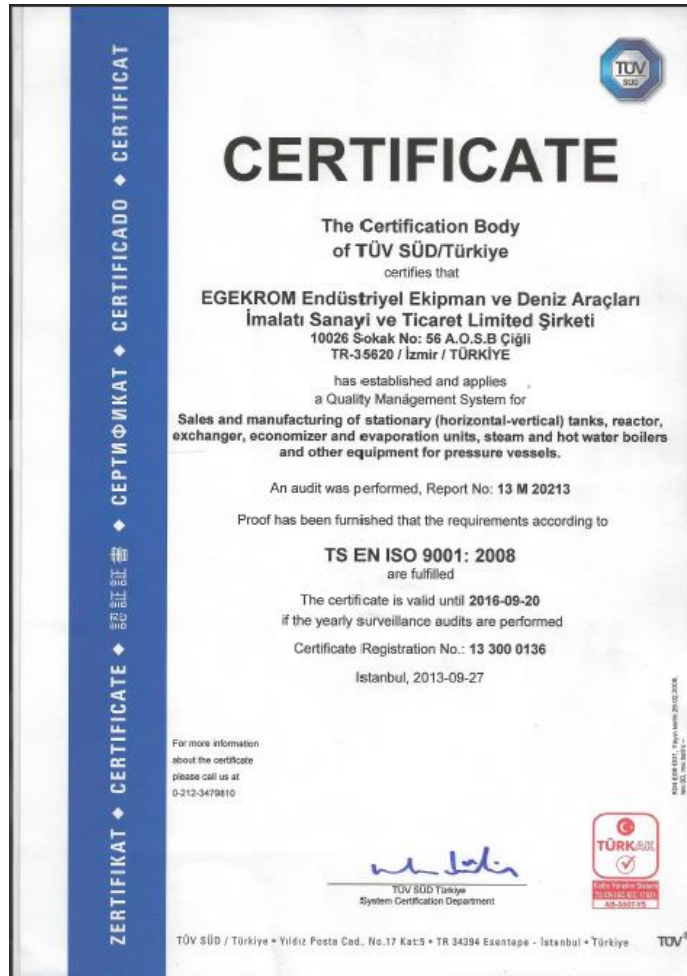 ZERTIFIKAT ◆ CERTIFICATE ◆ 認証証書 ◆ СЕРТИФИКАТ ◆ CERTIFICADO ◆ CERTIFICAT
TÜV
SÜD
CERTIFICATE
The Certification Body
of TÜV SÜD/Türkiye
certifies that
EGEKROM Endüstriyel Ekipman ve Deniz Araçları
İmalatı Sanayi ve Ticaret Limited Şirketi
10026 Sokak No: 56 A.O.S.B Çiğli
TR-35620 / İzmir / TÜRKİYE
has established and applies
a Quality Management System for
Sales and manufacturing of stationary (horizontal-vertical) tanks, reactor,
exchanger, economizer and evaporation units, steam and hot water boilers
and other equipment for pressure vessels.
An audit was performed, Report No: 13 M 20213
Proof has been furnished that the requirements according to
TS EN ISO 9001: 2008
are fulfilled
The certificate is valid until 2016-09-20
if the yearly surveillance audits are performed
Certificate Registration No.: 13 300 0136
Istanbul, 2013-09-27
For more information
about the certificate
please call us at
0-212-3479810
TÜV SÜD Türkiye
System Certification Department
TÜRKAK
TÜV SÜD / Türkiye • Yıldız Posta Cad. No.17 Kat:5 • TR 34394 Esentepe - İstanbul • Türkiye
TÜV®